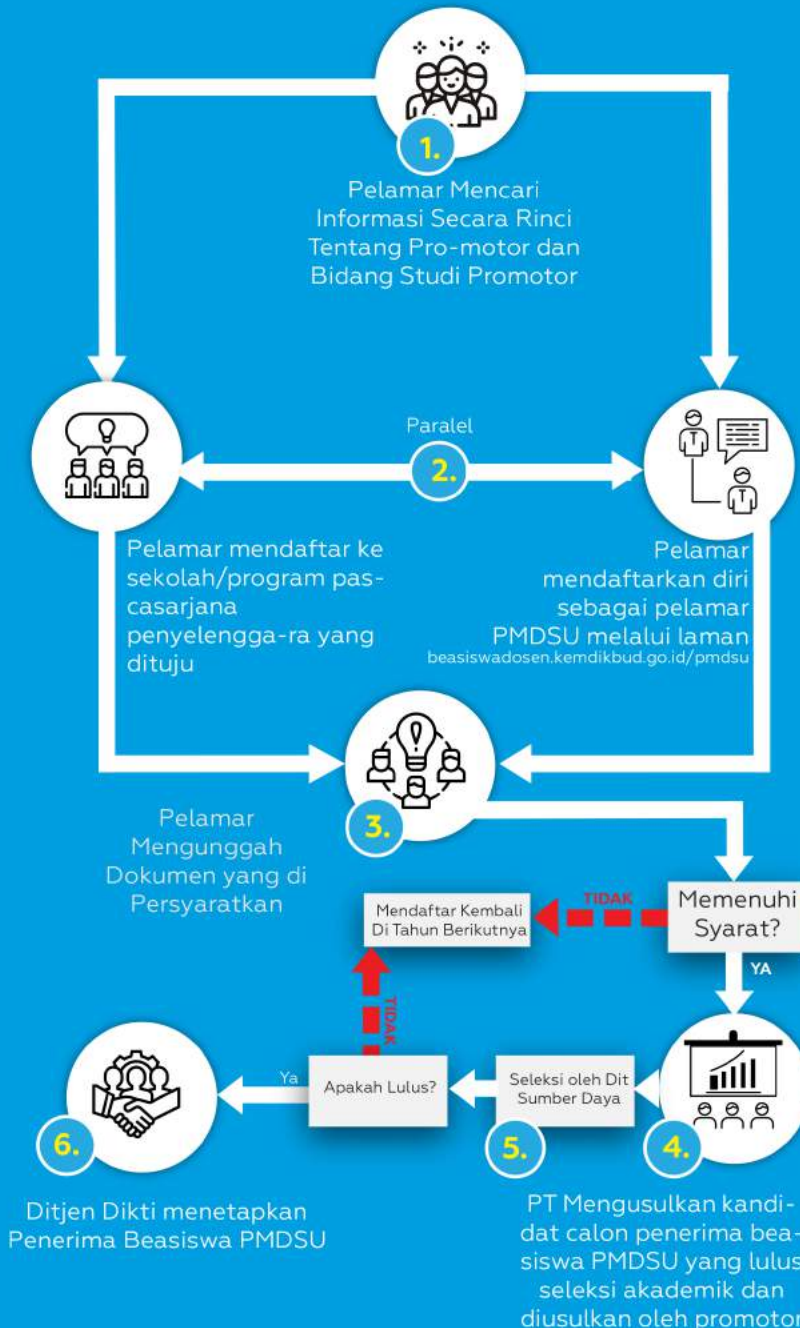 1.
Pelamar Mencari
Informasi Secara Rinci
Tentang Pro-motor dan
Bidang Studi Promotor
Paralel
2.
Pelamar mendaftar ke
sekolah/program pas-
casarjana
penyelengga-ra yang
dituju
Pelamar
mendaftarkan diri
sebagai pelamar
PMDSU melalui laman
beasiswadosen.kemdikbud.go.id/pmdsu
3.
Pelamar
Mengunggah
Dokumen yang di
Persyaratkan
Memenuhi
Syarat?
TIDAK
Mendaftar Kembali
Di Tahun Berikutnya
YA
4.
PT Mengusulkan kandi-
dat calon penerima bea-
siswa PMDSU yang lulus
seleksi akademik dan
diusulkan oleh promotor
Seleksi oleh Dit
Sumber Daya
5.
Apakah Lulus?
TIDAK
Ya
6.
Ditjen Dikti menetapkan
Penerima Beasiswa PMDSU